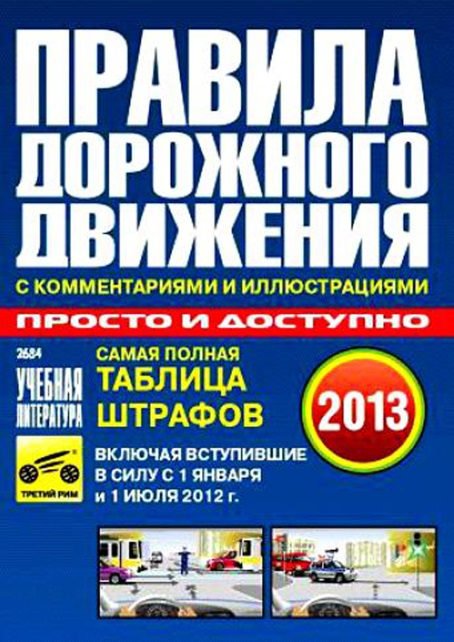 ПРАВИЛА
ДОРОЖНОГО
ДВИЖЕНИЯ
С КОММЕНТАРИЯМИ И ИЛЛЮСТРАЦИЯМИ
ПРОСТО И ДОСТУПНО
2684
УЧЕБНАЯ
ЛИТЕРАТУРА
ТРЕТИЙ РИМ
САМАЯ ПОЛНАЯ
ТАБЛИЦА
ШТРАФОВ
2013
ВКЛЮЧАЯ ВСТУПИВШИЕ
В СИЛУ С 1 ЯНВАРЯ
и 1 ИЮЛЯ 2012 г.